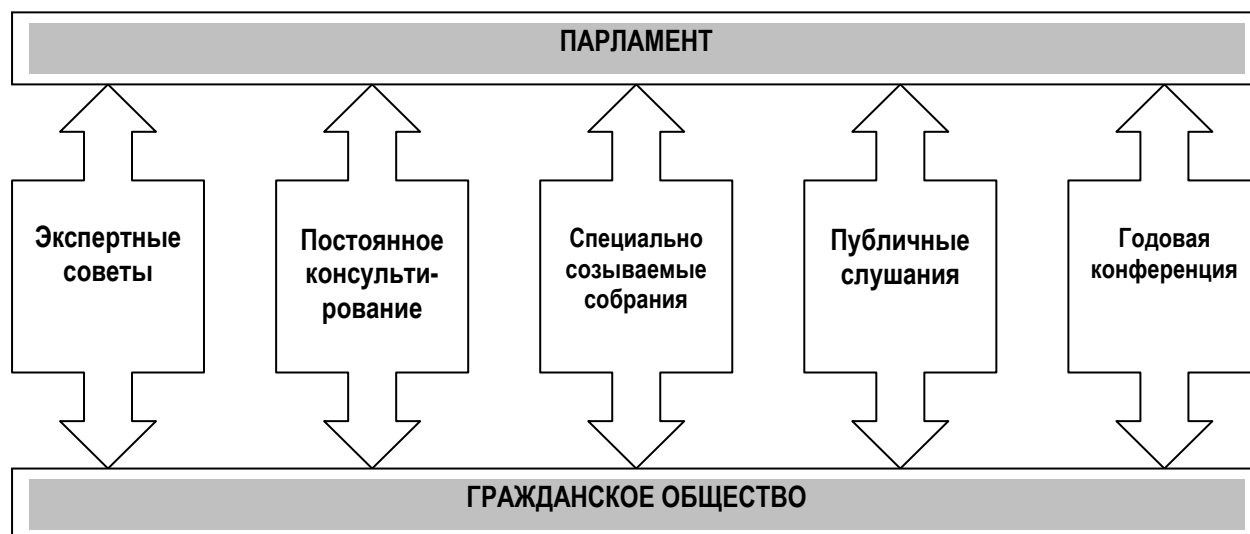 ПАРЛАМЕНТ
Экспертные
советы
Постоянное
консульти-
рование
Специально
созываемые
собрания
Публичные
слушания
Годовая
конференция
ГРАЖДАНСКОЕ ОБЩЕСТВО